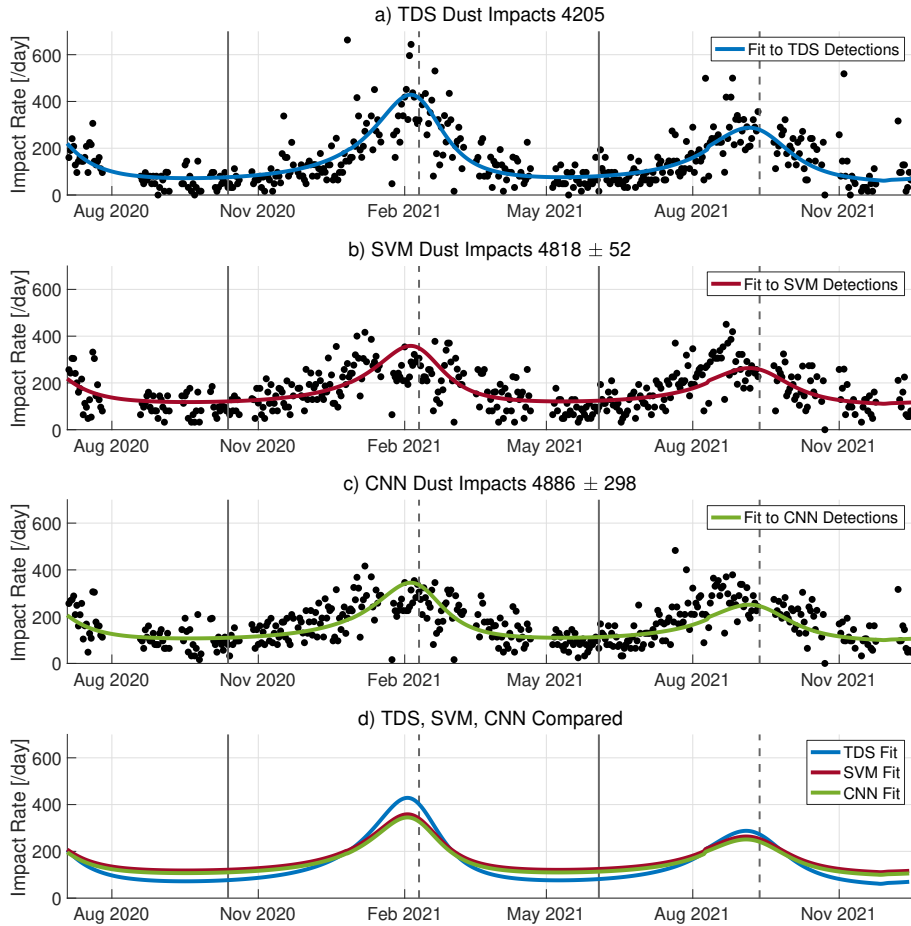 a) TDS Dust Impacts 4205
Impact Rate [/day]
600
400
200
0
Fit to TDS Detections
Aug 2020
Nov 2020
Feb 2021
May 2021
Aug 2021
Nov 2021
b) SVM Dust Impacts 4818 ± 52
Impact Rate [/day]
600
400
200
0
Fit to SVM Detections
Aug 2020
Nov 2020
Feb 2021
May 2021
Aug 2021
Nov 2021
c) CNN Dust Impacts 4886 ± 298
Impact Rate [/day]
600
400
200
0
Fit to CNN Detections
Aug 2020
Nov 2020
Feb 2021
May 2021
Aug 2021
Nov 2021
d) TDS, SVM, CNN Compared
Impact Rate [/day]
600
400
200
0
TDS Fit
SVM Fit
CNN Fit
Aug 2020
Nov 2020
Feb 2021
May 2021
Aug 2021
Nov 2021